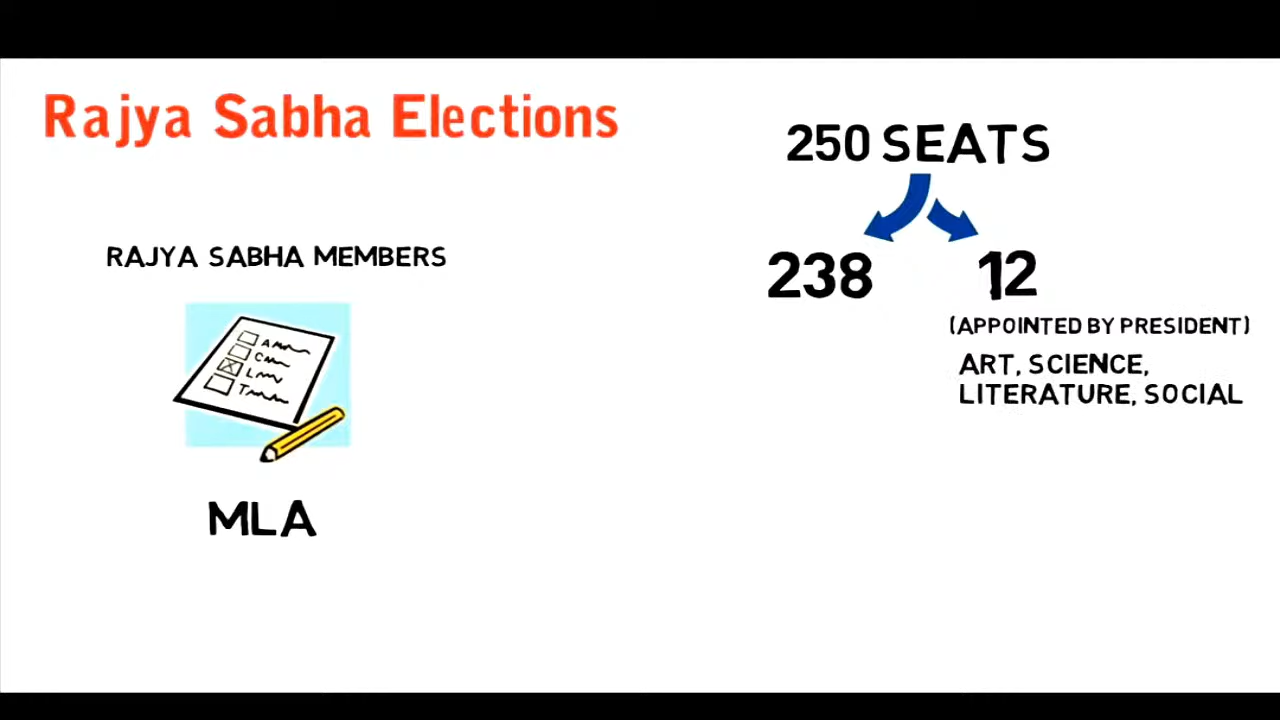 Rajya Sabha Elections
RAJYA SABHA MEMBERS
MLA
250 SEATS
238
12
(APPOINTED BY PRESIDENT)
ART, SCIENCE,
LITERATURE, SOCIAL